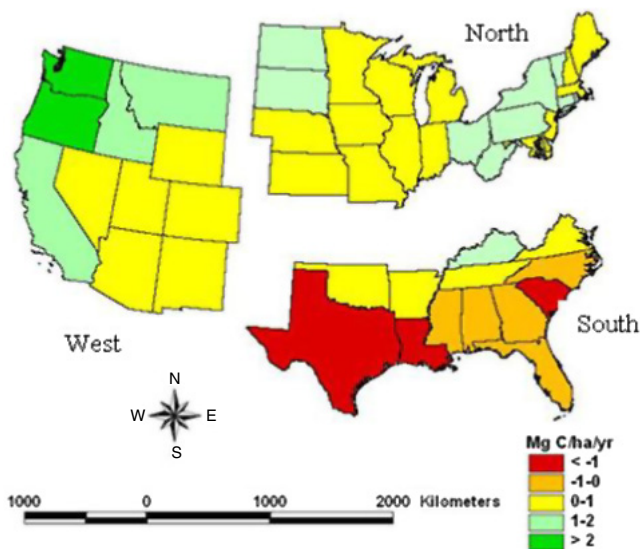 North
West
South
N
W
E
S
Mg C/ha/yr
< -1
-1-0
0-1
1-2
> 2
1000 0 1000 2000 Kilometers